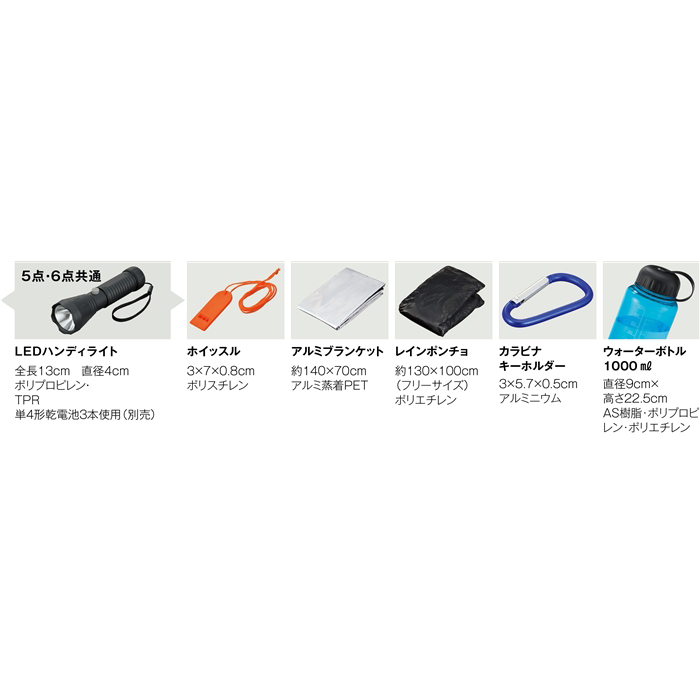 5点・6点共通
LEDハンディライト
全長13cm　直径4cm
ポリプロピレン・
TPR
単4形乾電池3本使用（別売）
ホイッスル
3×7×0.8cm
ポリスチレン
アルミブランケット
約140×70cm
アルミ蒸着PET
レインポンチョ
約130×100cm
（フリーサイズ）
ポリエチレン
カラビナ
キーホルダー
3×5.7×0.5cm
アルミニウム
ウォーターボトル
1000㎖
直径9cm×
高さ22.5cm
AS樹脂・ポリプロピ
レン・ポリエチレン